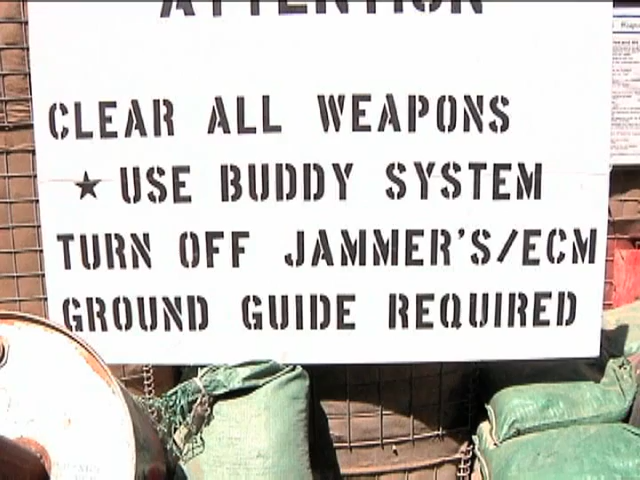 ATTENTION
CLEAR ALL WEAPONS
★ USE BUDDY SYSTEM
TURN OFF JAMMER'S/ECM
GROUND GUIDE REQUIRED